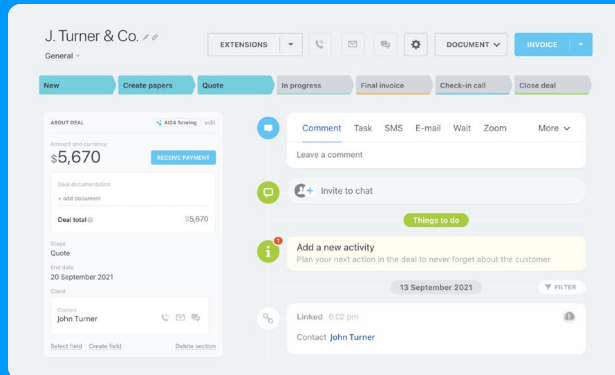 J. Turner & Co.
General
EXTENSIONS
DOCUMENT
INVOICE
New
Create papers
Quote
In progress
Final invoice
Check-in call
Close deal
ABOUT DEAL
AI24 Scoring
edit
Amount and currency
$5,670
RECEIVE PAYMENT
Deal documentation
+ add document
Deal total
$5,670
Stage
Quote
End date
20 September 2021
Client
Contact
John Turner
Select field Create field Delete section
Comment Task SMS E-mail Wait Zoom More
Leave a comment
Invite to chat
Things to do
1
Add a new activity
Plan your next action in the deal to never forget about the customer
13 September 2021
FILTER
Linked 6:02 pm
Contact John Turner